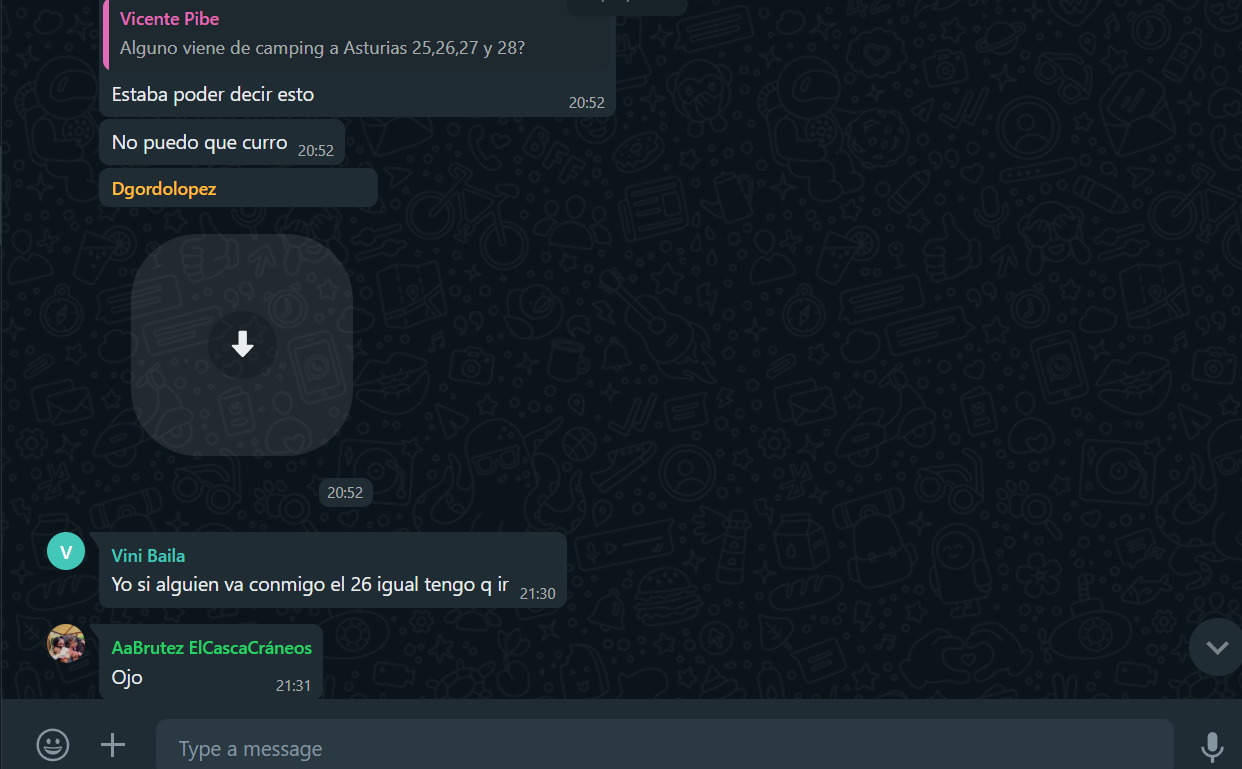 Vicente Pibe
Alguno viene de camping a Asturias 25,26,27 y 28?
Estaba poder decir esto
20:52
No puedo que curro 20:52
Dgordolopez
20:52
V
Vini Baila
Yo si alguien va conmigo el 26 igual tengo q ir 21:30
AaBrutez ElCascaCráneos
Ojo
21:31
Type a message